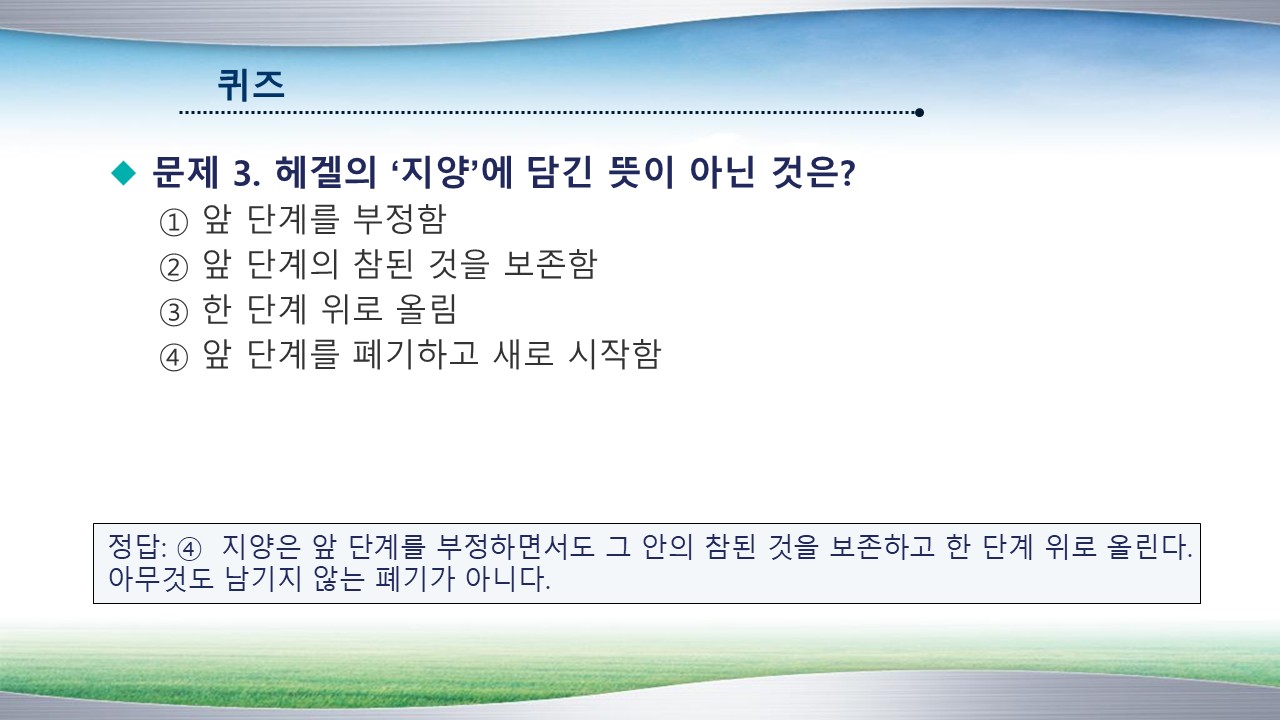 퀴즈
문제 3. 헤겔의 ‘지양’에 담긴 뜻이 아닌 것은?
① 앞 단계를 부정함
② 앞 단계의 참된 것을 보존함
③ 한 단계 위로 올림
④ 앞 단계를 폐기하고 새로 시작함
정답: ④ 지양은 앞 단계를 부정하면서도 그 안의 참된 것을 보존하고 한 단계 위로 올린다.
아무것도 남기지 않는 폐기가 아니다.